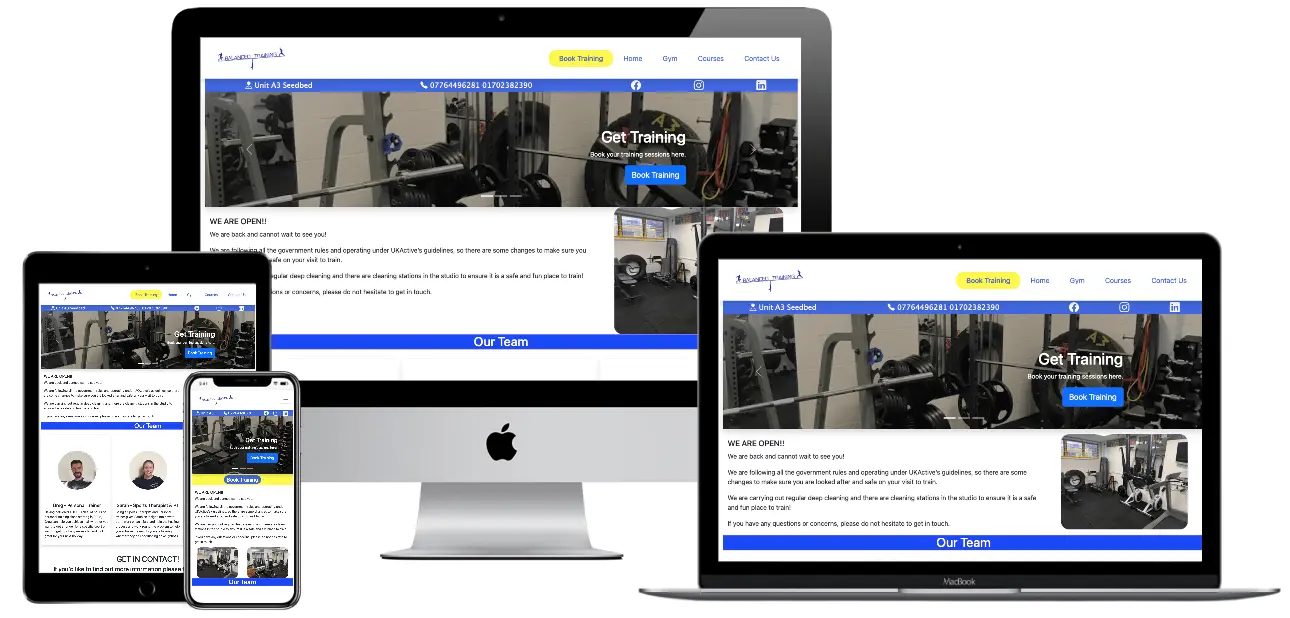 BALANCED TRAINING
Book Training
Home
Gym
Courses
Contact Us
Unit A3 Seedbed
07764496281 01702382390
Get Training
Book your training sessions here.
Book Training
WE ARE OPEN!!
We are back and cannot wait to see you!
We are following all the government rules and operating under UKActive's guidelines, so there are some changes to make sure you
safe on your visit to train.
regular deep cleaning and there are cleaning stations in the studio to ensure it is a safe and fun place to train!
or concerns, please do not hesitate to get in touch.
Our Team
BALANCED TRAINING
Book Training
Home
Gym
Courses
Contact Us
Unit A3 Seedbed
07764496281 01702382390
Get Training
Book your training sessions here.
Book Training
WE ARE OPEN!!
We are back and cannot wait to see you!
We are following all the government rules and operating under UKActive's guidelines, so there are some
changes to make sure you are looked after and safe on your visit to train.
We are carrying out regular deep cleaning and there are cleaning stations in the studio to ensure it is a safe
and fun place to train!
If you have any questions or concerns, please do not hesitate to get in touch.
Our Team
MacBook
Book Training
Home
Courses
Get Training
Book Training
WE ARE OPEN!!
Our Team
GET IN CONTACT!
If you'd like to find out more information please
Get Training
Book Training
Book Training
WE ARE OPEN!!
Our Team